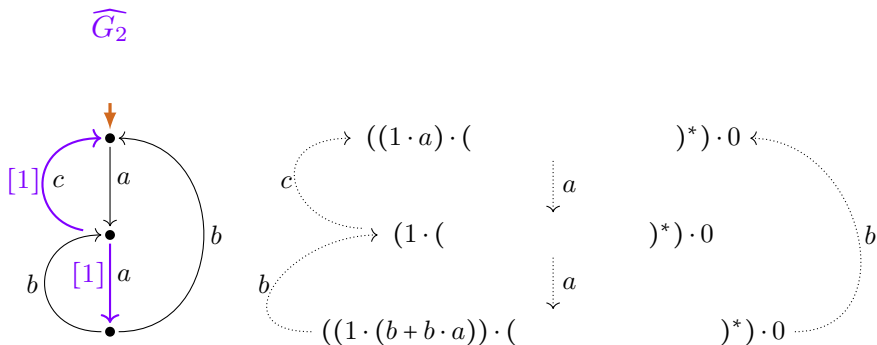 Ĝ₂
((1 · a) · ( )*) · 0
[1] c a c a
(1 · ( )*) · 0
b b
[1] a b a b
((1 · (b + b · a)) · ( )*) · 0